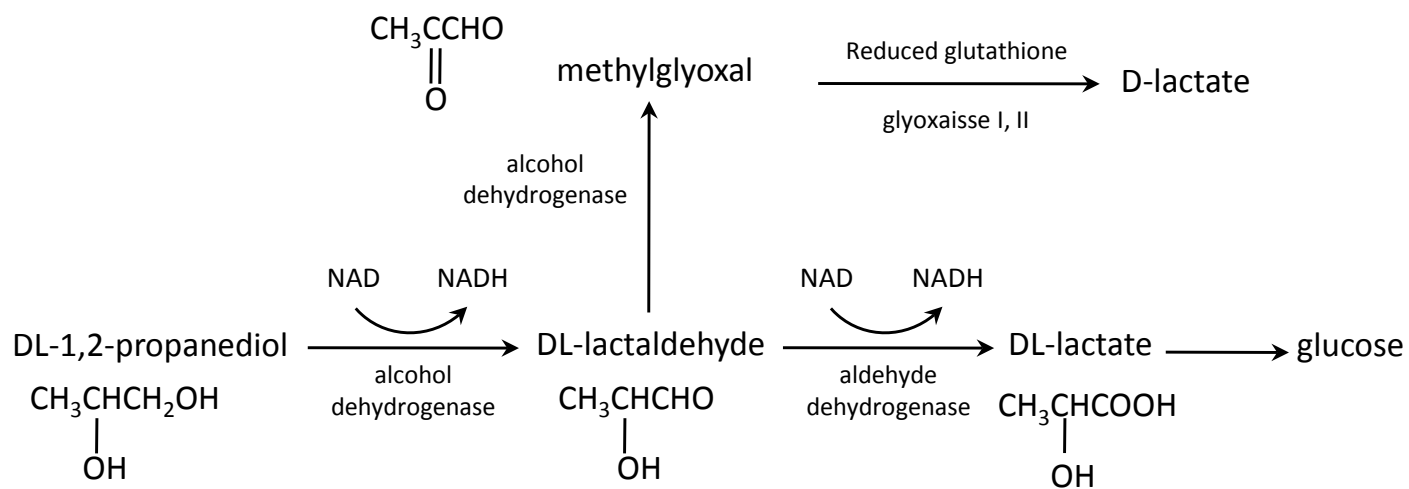 CH₃CCHO
O
methylglyoxal
Reduced glutathione
glyoxaisse I, II
D-lactate
alcohol
dehydrogenase
NAD
NADH
NAD
NADH
DL-1,2-propanediol
alcohol
dehydrogenase
DL-lactaldehyde
aldehyde
dehydrogenase
DL-lactate
glucose
CH₃CHCH₂OH
OH
CH₃CHCHO
OH
CH₃CHCOOH
OH